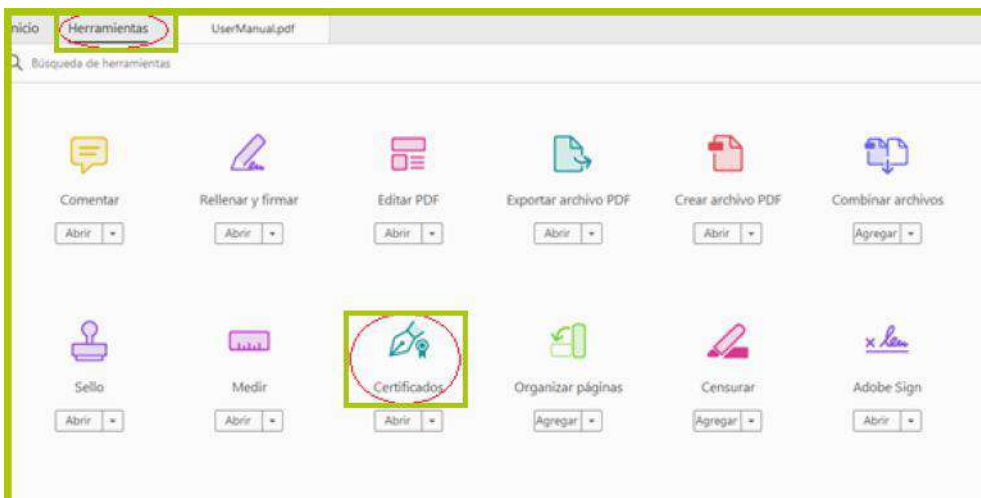 nicio Herramientas UserManual.pdf
Búsqueda de herramientas
Comentar Rellenar y firmar Editar PDF Exportar archivo PDF Crear archivo PDF Combinar archivos
Abrir Abrir Abrir Abrir Abrir Agregar
Sello Medir Certificados Organizar páginas Censurar Adobe Sign
Abrir Abrir Abrir Agregar Agregar Abrir